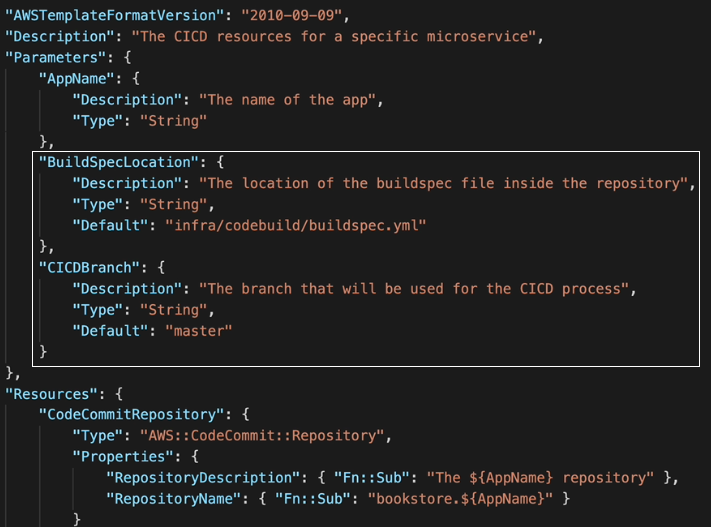 "AWSTemplateFormatVersion": "2010-09-09",
"Description": "The CICD resources for a specific microservice",
"Parameters": {
"AppName": {
"Description": "The name of the app",
"Type": "String"
},
"BuildSpecLocation": {
"Description": "The location of the buildspec file inside the repository",
"Type": "String",
"Default": "infra/codebuild/buildspec.yml"
},
"CICDBranch": {
"Description": "The branch that will be used for the CICD process",
"Type": "String",
"Default": "master"
}
},
"Resources": {
"CodeCommitRepository": {
"Type": "AWS::CodeCommit::Repository",
"Properties": {
"RepositoryDescription": { "Fn::Sub": "The ${AppName} repository" },
"RepositoryName": { "Fn::Sub": "bookstore.${AppName}" }
}